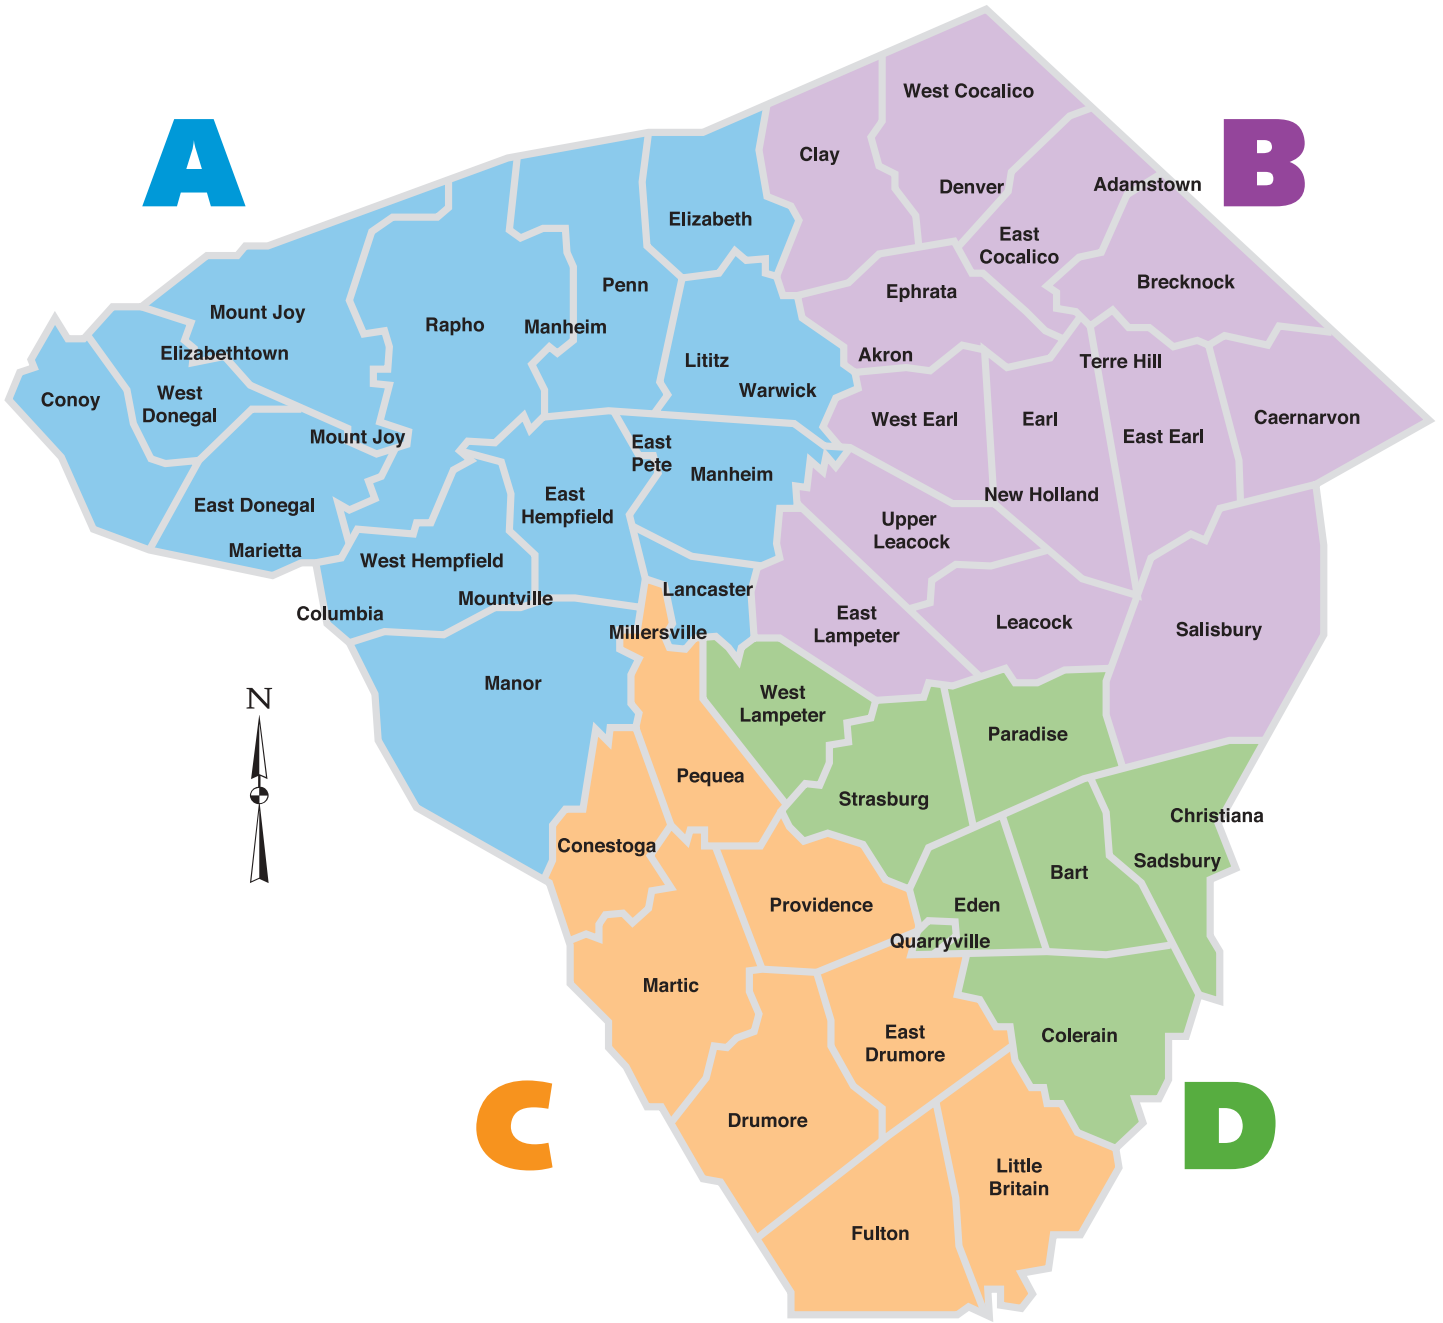 West Cocalico
A
B
Clay
Denver
Adamstown
Elizabeth
East
Cocalico
Brecknock
Penn
Ephrata
Mount Joy
Rapho
Manheim
Elizabethtown
Akron
Lititz
Terre Hill
Warwick
Conoy
West
Donegal
West Earl
Earl
Caernarvon
East Earl
Mount Joy
East
Pete
Manheim
East
Hempfield
New Holland
East Donegal
Upper
Leacock
Marietta
West Hempfield
Lancaster
Mountville
Columbia
East
Lampeter
Leacock
Salisbury
Millersville
Manor
West
Lampeter
N
Paradise
Pequea
Strasburg
Christiana
Conestoga
Sadsbury
Bart
Providence
Eden
Quarryville
Martic
East
Drumore
Colerain
C
D
Drumore
Little
Britain
Fulton